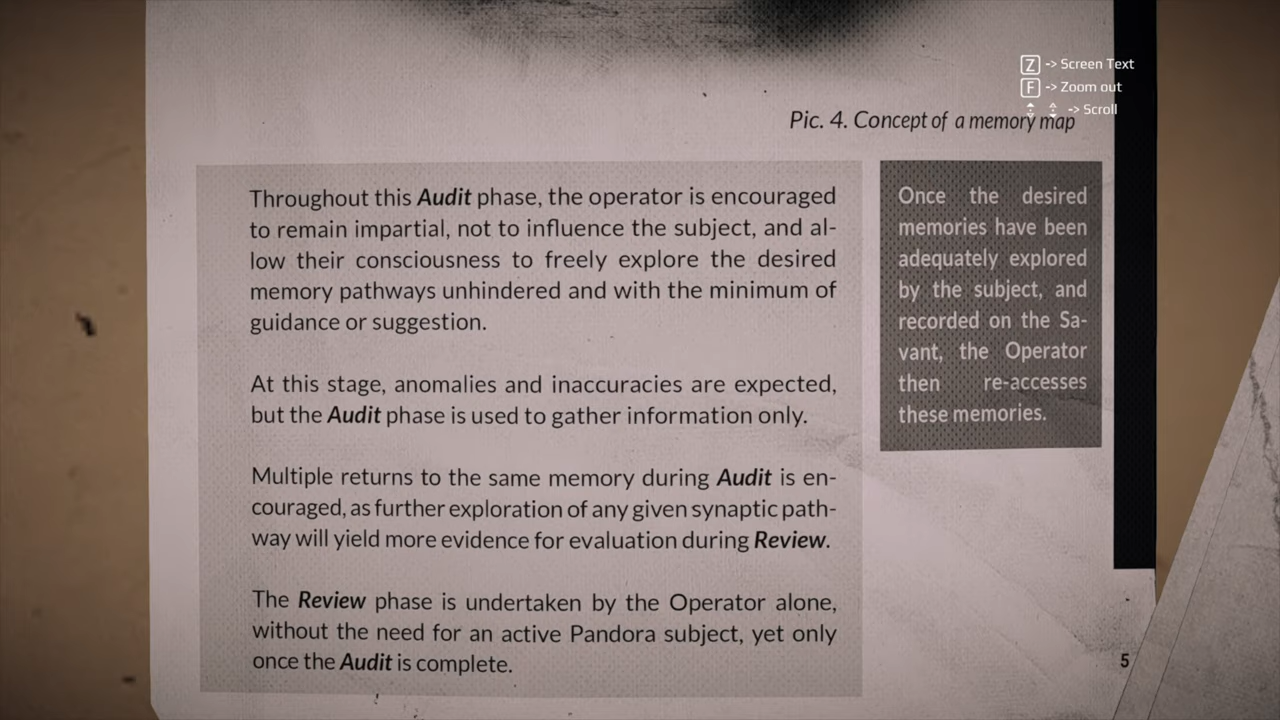 Z -> Screen Text
F -> Zoom out
-> Scroll
Pic. 4. Concept of a memory map
Throughout this Audit phase, the operator is encouraged
to remain impartial, not to influence the subject, and al-
low their consciousness to freely explore the desired
memory pathways unhindered and with the minimum of
guidance or suggestion.
At this stage, anomalies and inaccuracies are expected,
but the Audit phase is used to gather information only.
Multiple returns to the same memory during Audit is en-
couraged, as further exploration of any given synaptic path-
way will yield more evidence for evaluation during Review.
The Review phase is undertaken by the Operator alone,
without the need for an active Pandora subject, yet only
once the Audit is complete.
Once the desired
memories have been
adequately explored
by the subject, and
recorded on the Sa-
vant, the Operator
then re-accesses
these memories.
5